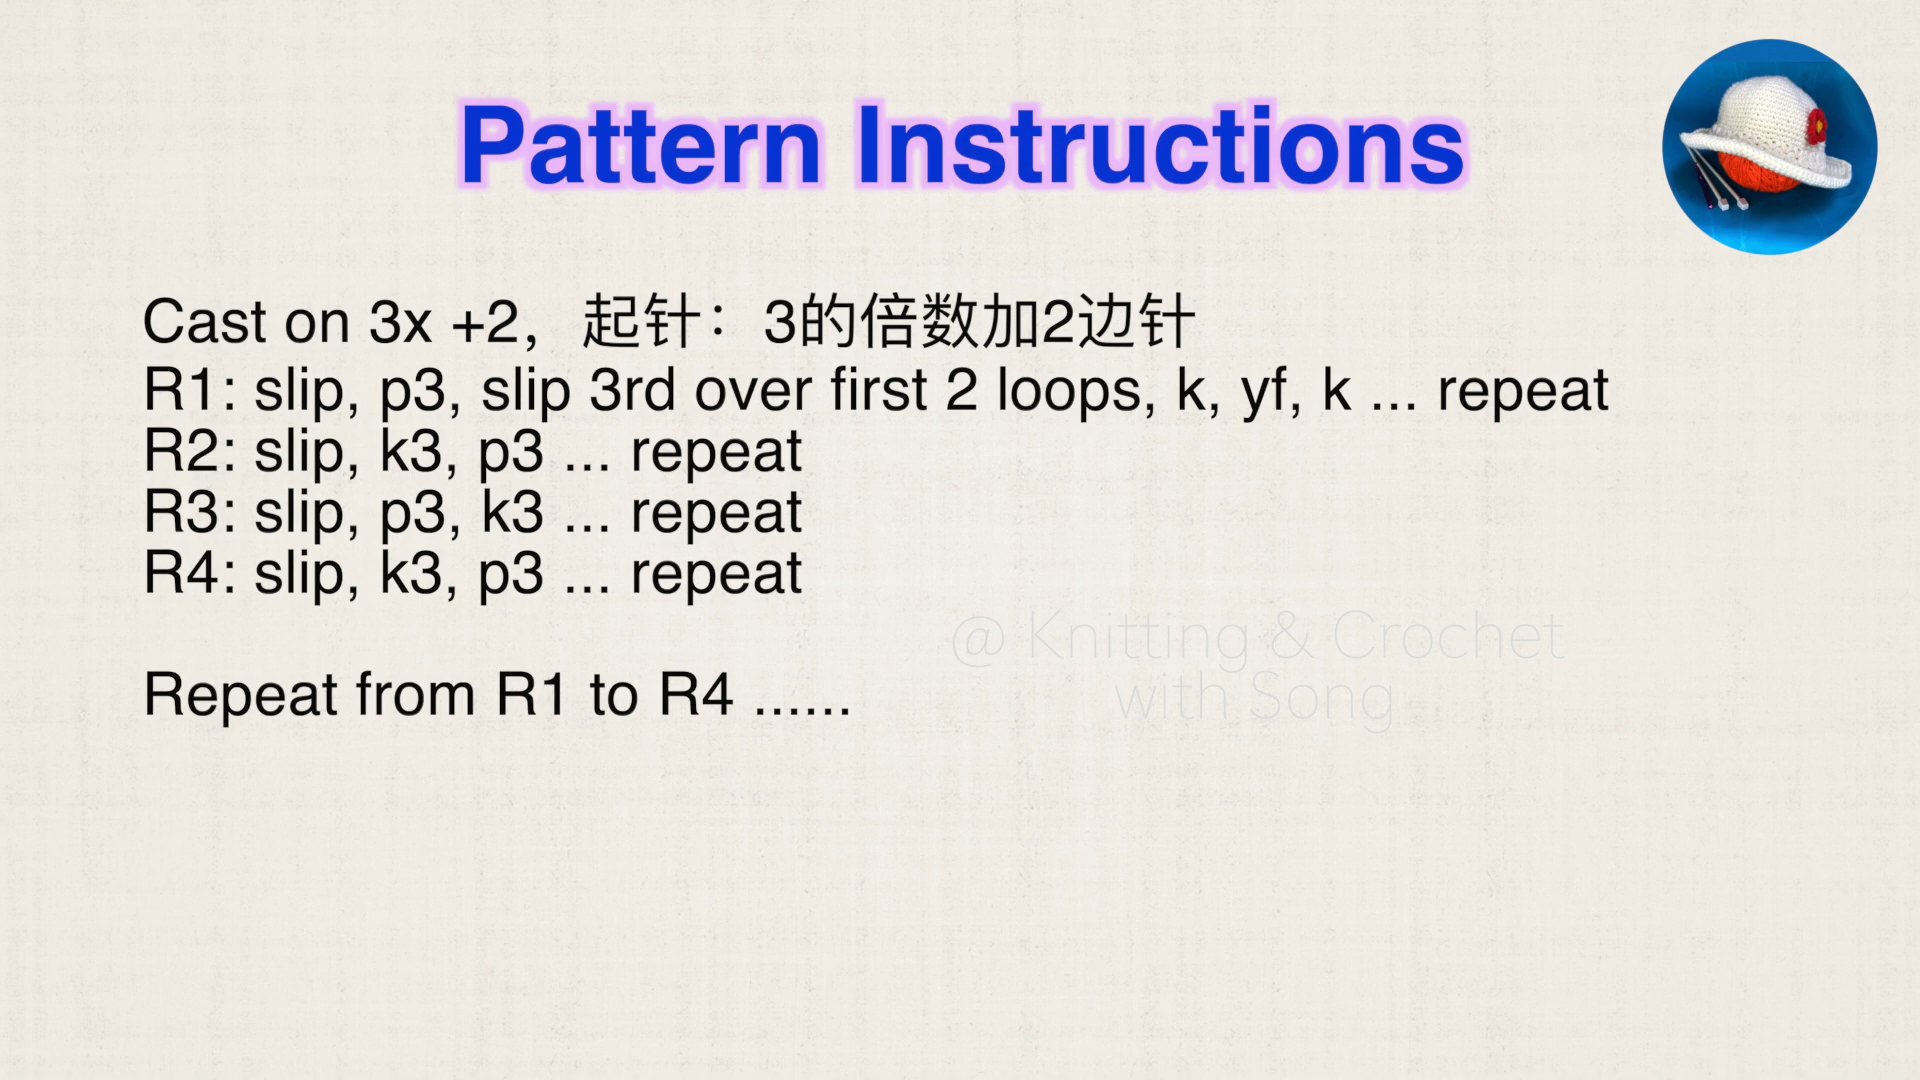 Pattern Instructions
Cast on 3x +2，起针：3的倍数加2边针
R1: slip, p3, slip 3rd over first 2 loops, k, yf, k ... repeat
R2: slip, k3, p3 ... repeat
R3: slip, p3, k3 ... repeat
R4: slip, k3, p3 ... repeat
Repeat from R1 to R4 ......
@ Knitting & Crochet
with Song